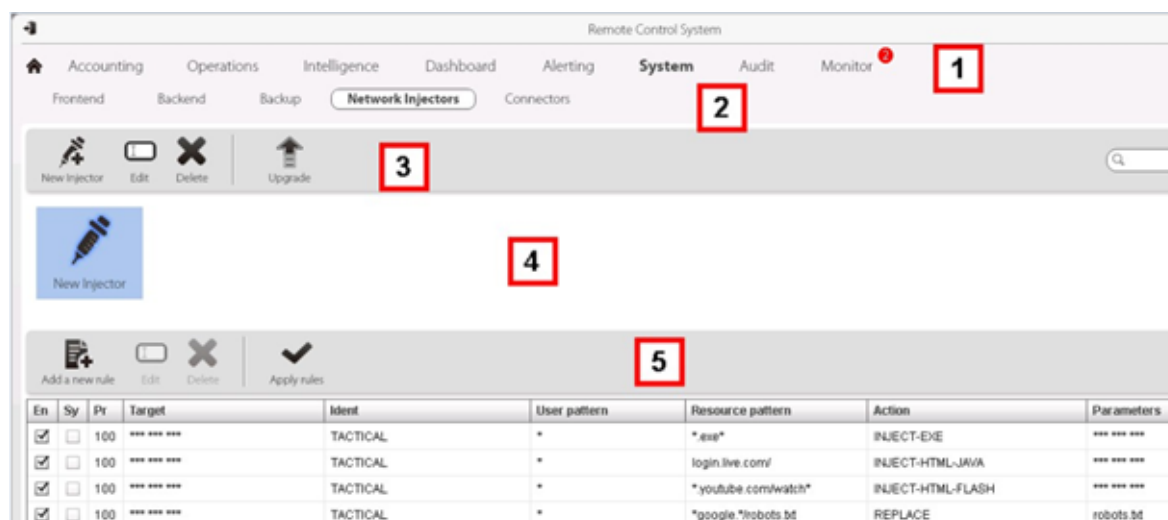 Remote Control System
Accounting Operations Intelligence Dashboard Alerting System Audit Monitor 2
1
Frontend Backend Backup Network Injectors Connectors
2
New Injector Edit Delete Upgrade
3
New Injector
4
Add a new rule Edit Delete Apply rules
5
En Sy Pr Target Ident User pattern Resource pattern Action Parameters
100 *** *** *** TACTICAL * *.exe* INJECT-EXE *** *** ***
100 *** *** *** TACTICAL * login.live.com/ INJECT-HTML-JAVA *** *** ***
100 *** *** *** TACTICAL * *.youtube.com/watch* INJECT-HTML-FLASH *** *** ***
100 *** *** *** TACTICAL * *google.*/robots.txt REPLACE robots.txt